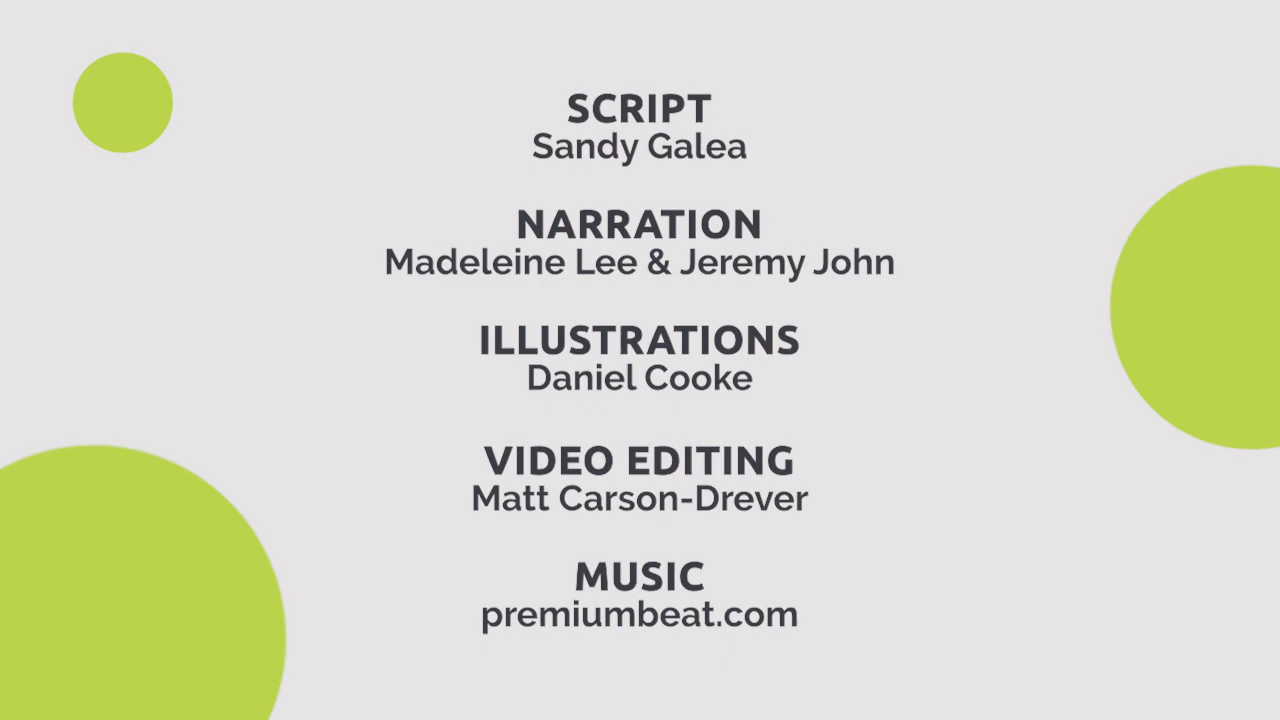 SCRIPT
Sandy Galea
NARRATION
Madeleine Lee & Jeremy John
ILLUSTRATIONS
Daniel Cooke
VIDEO EDITING
Matt Carson-Drever
MUSIC
premiumbeat.com